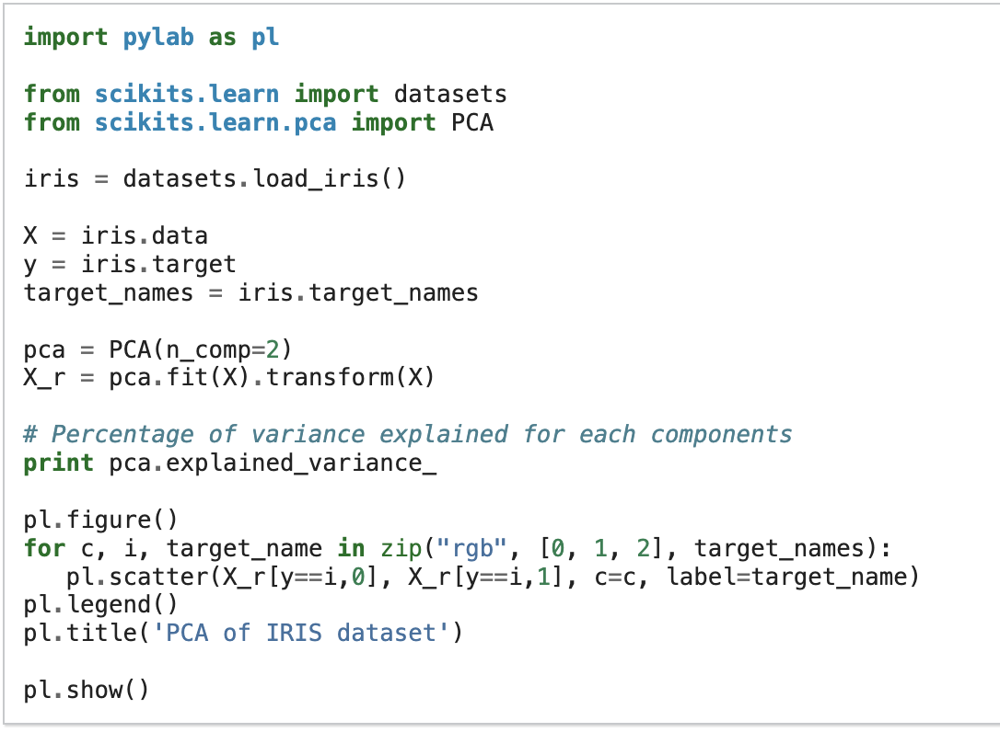 import pylab as pl
from scikits.learn import datasets
from scikits.learn.pca import PCA
iris = datasets.load_iris()
X = iris.data
y = iris.target
target_names = iris.target_names
pca = PCA(n_comp=2)
X_r = pca.fit(X).transform(X)
# Percentage of variance explained for each components
print pca.explained_variance_
pl.figure()
for c, i, target_name in zip("rgb", [0, 1, 2], target_names):
   pl.scatter(X_r[y==i,0], X_r[y==i,1], c=c, label=target_name)
pl.legend()
pl.title('PCA of IRIS dataset')
pl.show()